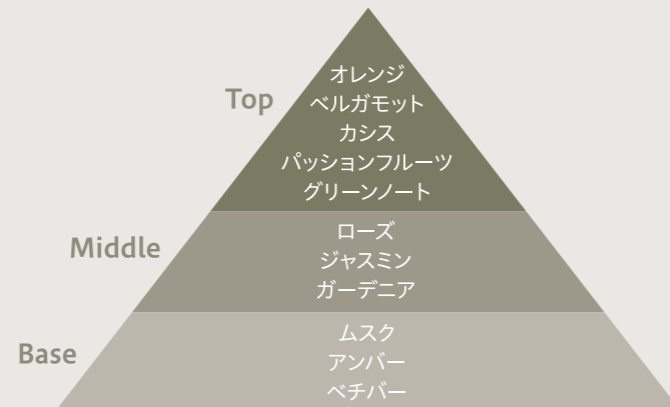 Top
オレンジ
ベルガモット
カシス
パッションフルーツ
グリーンノート
Middle
ローズ
ジャスミン
ガーデニア
Base
ムスク
アンバー
ベチバー